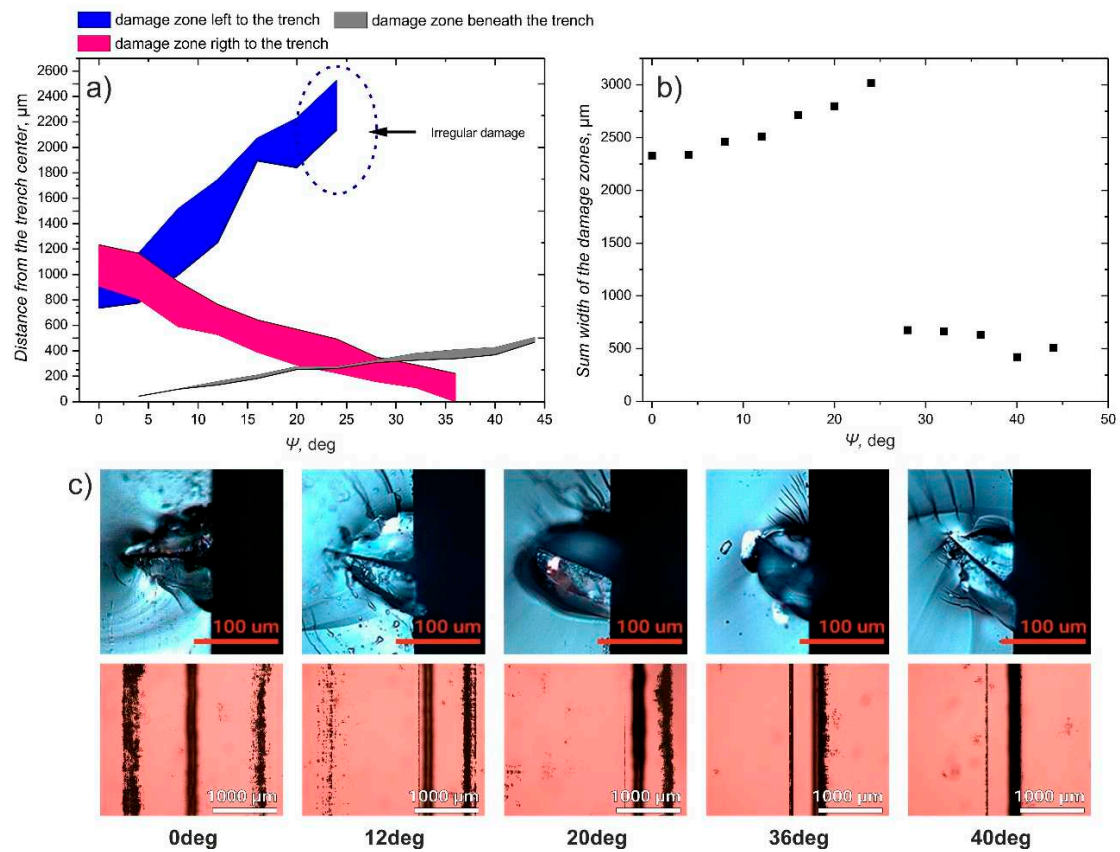 damage zone left to the trench
damage zone beneath the trench
damage zone rigth to the trench
a)
2600
2400
2200
2000
1800
1600
1400
1200
1000
800
600
400
200
0
Distance from the trench center, µm
Irregular damage
0 5 10 15 20 25 30 35 40 45
Ψ, deg
b)
3000
2500
2000
1500
1000
500
0
Sum width of the damage zones, µm
0 10 20 30 40 50
Ψ, deg
c)
100 um 100 um 100 um 100 um 100 um
1000 µm 1000 µm 1000 µm 1000 µm 1000 µm
0deg 12deg 20deg 36deg 40deg